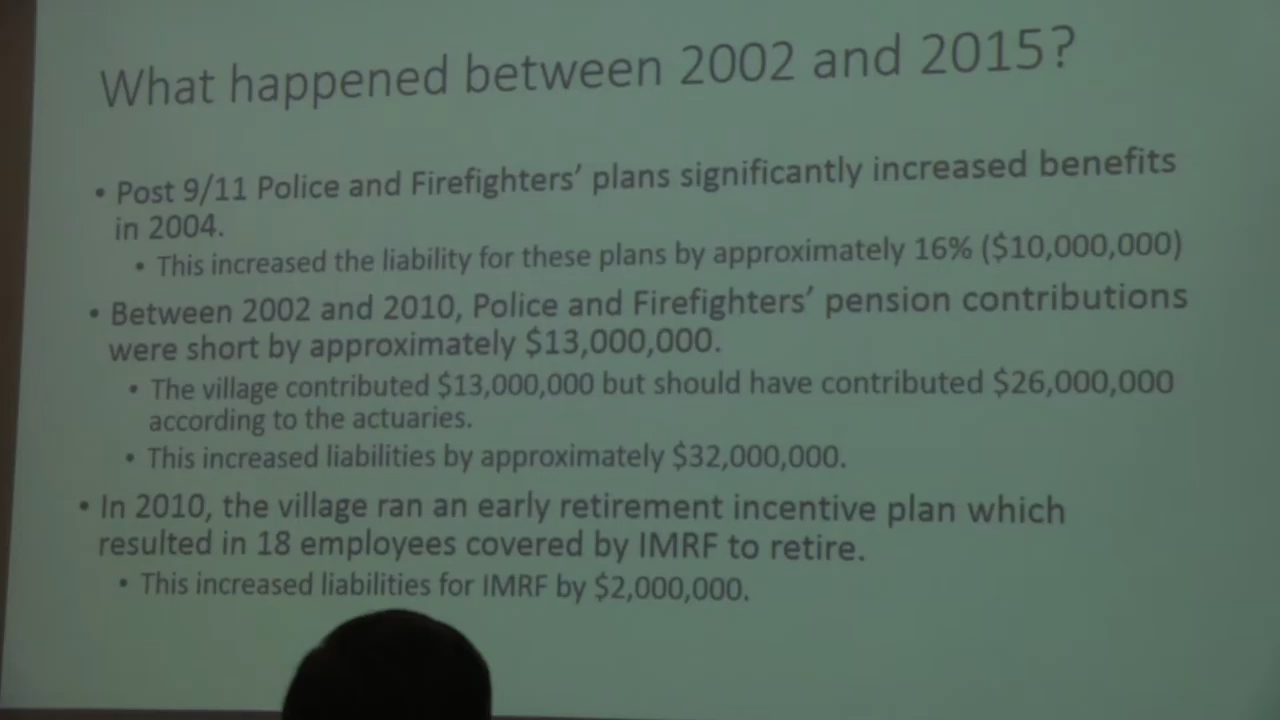 What happened between 2002 and 2015?
• Post 9/11 Police and Firefighters' plans significantly increased benefits
in 2004.
• This increased the liability for these plans by approximately 16% ($10,000,000)
• Between 2002 and 2010, Police and Firefighters' pension contributions
were short by approximately $13,000,000.
• The village contributed $13,000,000 but should have contributed $26,000,000
according to the actuaries.
• This increased liabilities by approximately $32,000,000.
• In 2010, the village ran an early retirement incentive plan which
resulted in 18 employees covered by IMRF to retire.
• This increased liabilities for IMRF by $2,000,000.